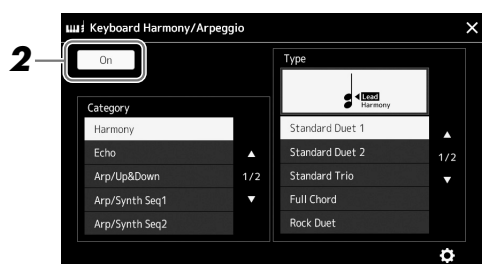 Keyboard Harmony/Arpeggio
2
On
Category
Harmony
Echo
Arp/Up&Down
Arp/Synth Seq1
Arp/Synth Seq2
1/2
Type
Lead
Harmony
Standard Duet 1
Standard Duet 2
Standard Trio
Full Chord
Rock Duet
1/2